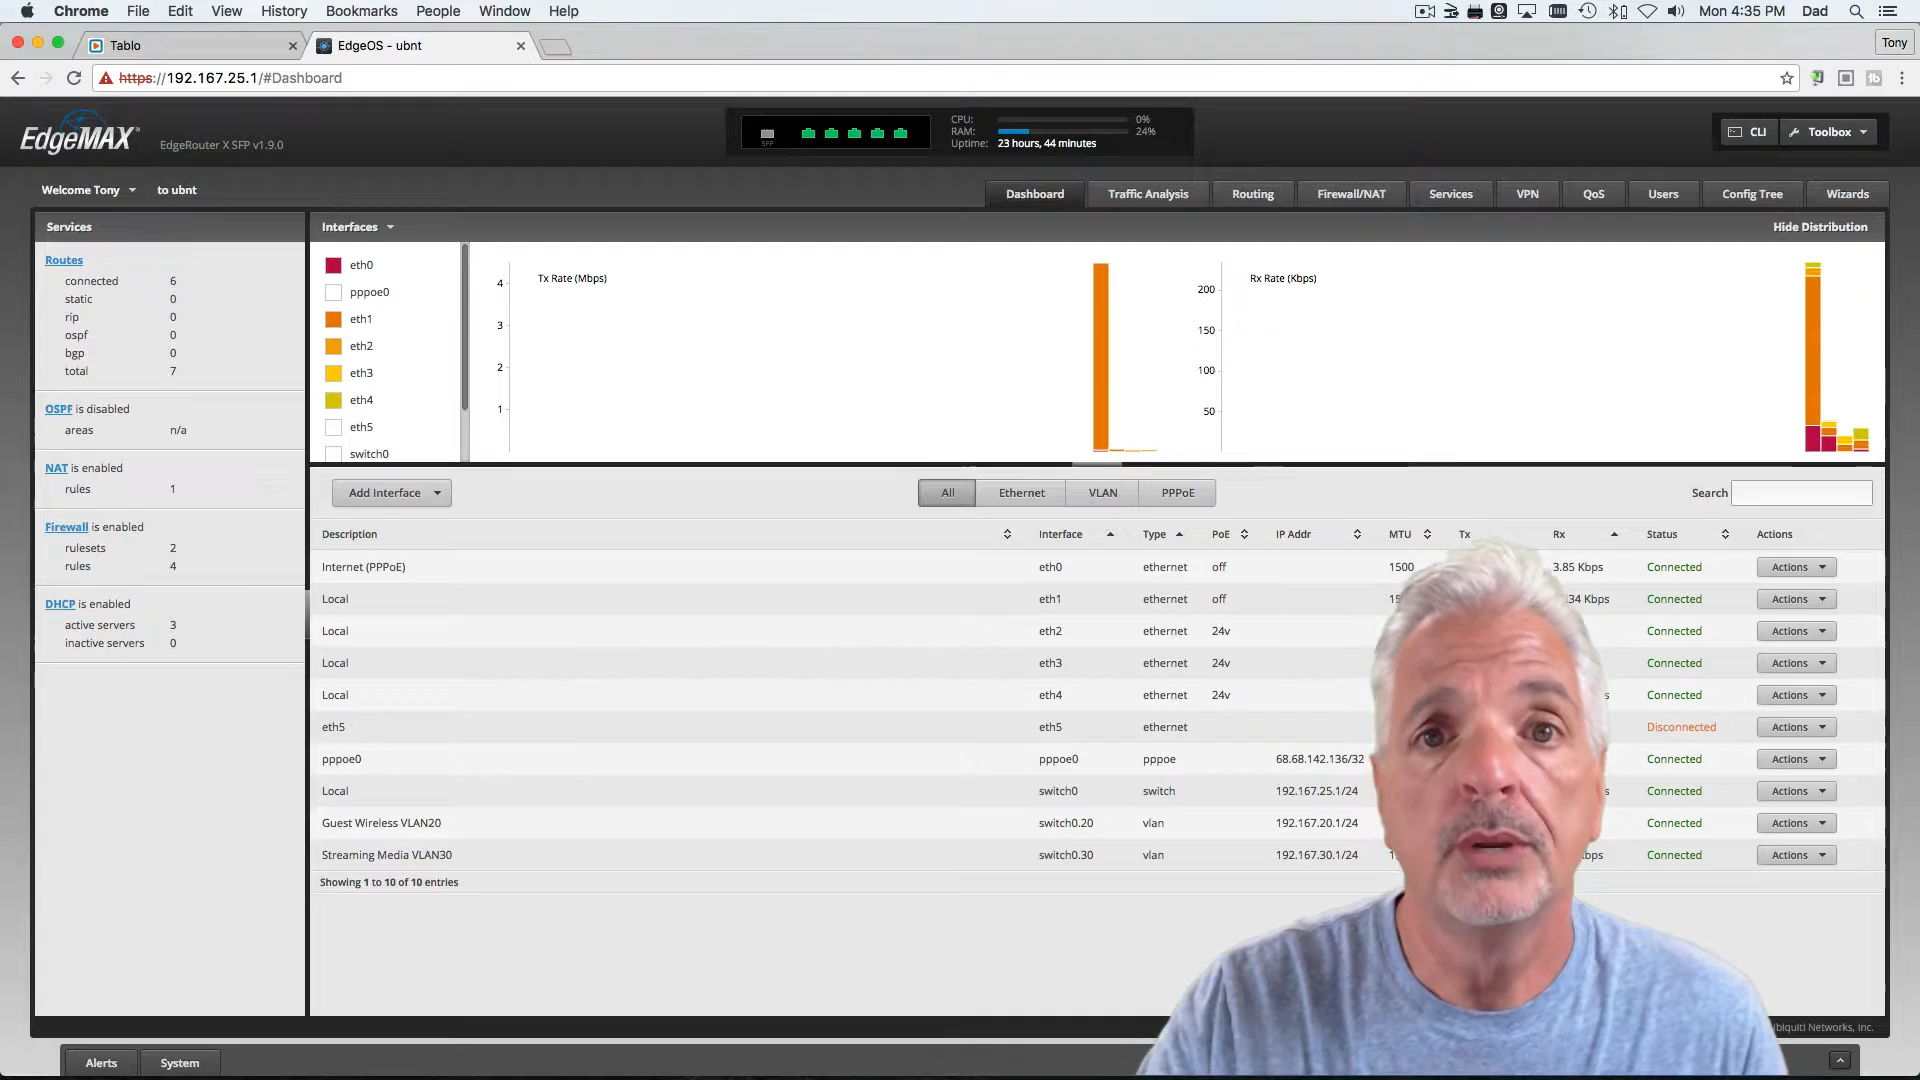 Chrome File Edit View History Bookmarks People Window Help Mon 4:35 PM Dad
Tablo EdgeOS - ubnt Tony
https://192.167.25.1/#Dashboard
EdgeMAX EdgeRouter X SFP v1.9.0
SFP
CPU: 0%
RAM: 24%
Uptime: 23 hours, 44 minutes
CLI Toolbox
Welcome Tony to ubnt
Dashboard Traffic Analysis Routing Firewall/NAT Services VPN QoS Users Config Tree Wizards
Services
Routes
connected 6
static 0
rip 0
ospf 0
bgp 0
total 7
OSPF is disabled
areas n/a
NAT is enabled
rules 1
Firewall is enabled
rulesets 2
rules 4
DHCP is enabled
active servers 3
inactive servers 0
Interfaces Hide Distribution
eth0
pppoe0
eth1
eth2
eth3
eth4
eth5
switch0
Tx Rate (Mbps)
4
3
2
1
Rx Rate (Kbps)
200
150
100
50
Add Interface All Ethernet VLAN PPPoE Search
Description Interface Type PoE IP Addr MTU Tx Rx Status Actions
Internet (PPPoE) eth0 ethernet off 1500 3.85 Kbps Connected Actions
Local eth1 ethernet off 34 Kbps Connected Actions
Local eth2 ethernet 24v Connected Actions
Local eth3 ethernet 24v Connected Actions
Local eth4 ethernet 24v Connected Actions
eth5 eth5 ethernet Disconnected Actions
pppoe0 pppoe0 pppoe 68.68.142.136/32 Connected Actions
Local switch0 switch 192.167.25.1/24 Connected Actions
Guest Wireless VLAN20 switch0.20 vlan 192.167.20.1/24 Connected Actions
Streaming Media VLAN30 switch0.30 vlan 192.167.30.1/24 Connected Actions
Showing 1 to 10 of 10 entries
Networks, Inc.
Alerts System